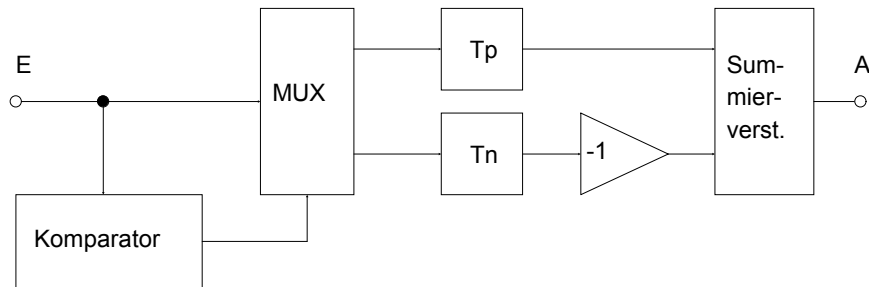 E
MUX
Tp
Tn
-1
Sum-
mier-
verst.
A
Komparator